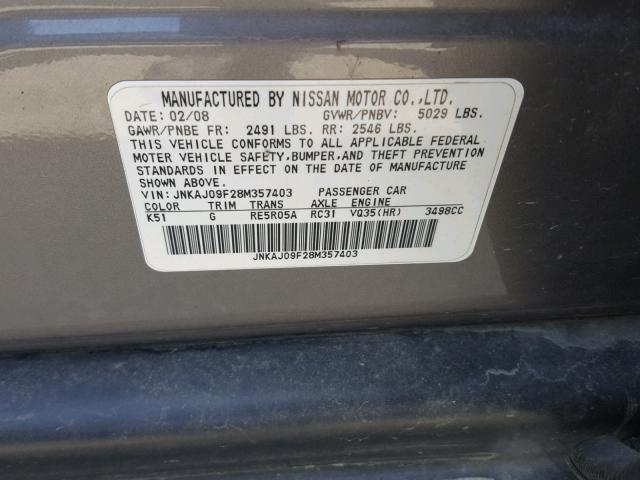 MANUFACTURED BY NISSAN MOTOR CO.,LTD.
DATE: 02/08 GVWR/PNBV: 5029 LBS.
GAWR/PNBE FR: 2491 LBS. RR: 2546 LBS.
THIS VEHICLE CONFORMS TO ALL APPLICABLE FEDERAL
MOTOR VEHICLE SAFETY, BUMPER, AND THEFT PREVENTION
STANDARDS IN EFFECT ON THE DATE OF MANUFACTURE
SHOWN ABOVE.
VIN: JNKAJ09F28M357403 PASSENGER CAR
COLOR TRIM TRANS AXLE ENGINE
K51 G RE5R05A RC31 VQ35(HR) 3498CC
JNKAJ09F28M357403